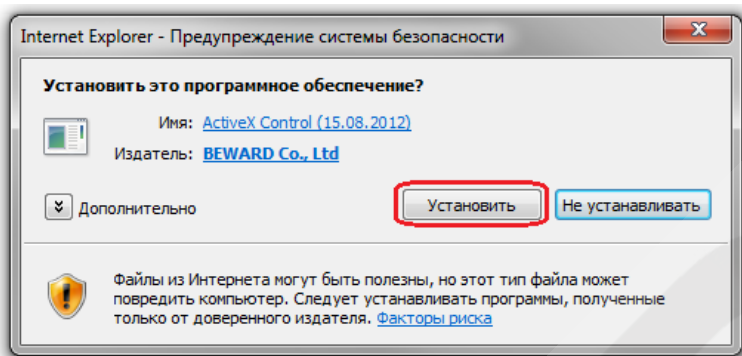 Internet Explorer - Предупреждение системы безопасности
Установить это программное обеспечение?
Имя: ActiveX Control (15.08.2012)
Издатель: BEWARD Co., Ltd
Дополнительно
Установить
Не устанавливать
Файлы из Интернета могут быть полезны, но этот тип файла может
повредить компьютер. Следует устанавливать программы, полученные
только от доверенного издателя. Факторы риска